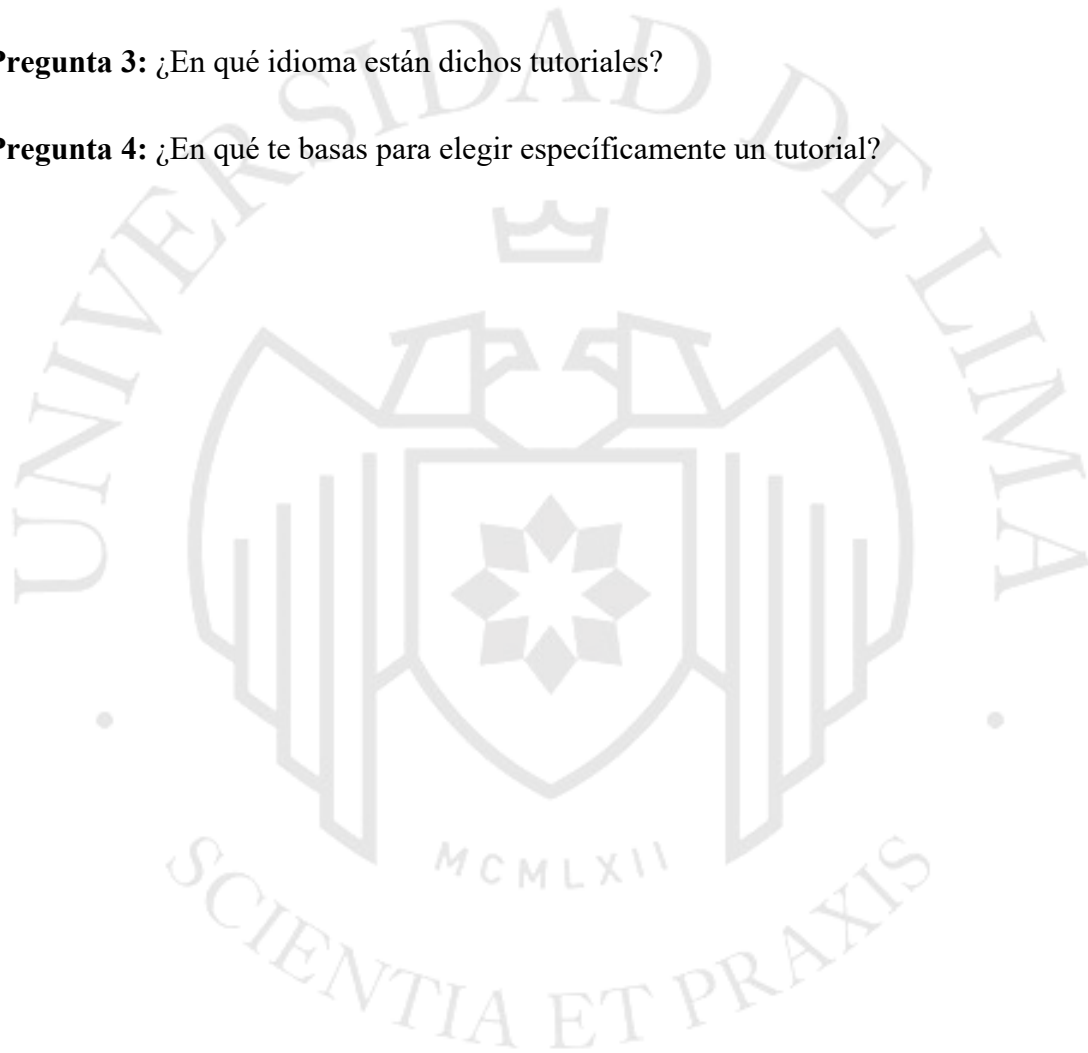 Pregunta 3: ¿En qué idioma están dichos tutoriales?
Pregunta 4: ¿En qué te basas para elegir específicamente un tutorial?
UNIVERSIDAD DE LIMA
MCMLXII
SCIENTIA ET PRAXIS